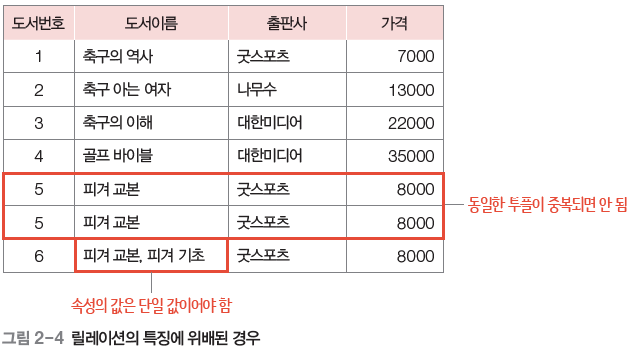 도서번호 도서이름 출판사 가격
1 축구의 역사 굿스포츠 7000
2 축구 아는 여자 나무수 13000
3 축구의 이해 대한미디어 22000
4 골프 바이블 대한미디어 35000
5 피겨 교본 굿스포츠 8000
동일한 투플이 중복되면 안 됨
5 피겨 교본 굿스포츠 8000
6 피겨 교본, 피겨 기초 굿스포츠 8000
속성의 값은 단일 값이어야 함
그림 2-4 릴레이션의 특징에 위배된 경우